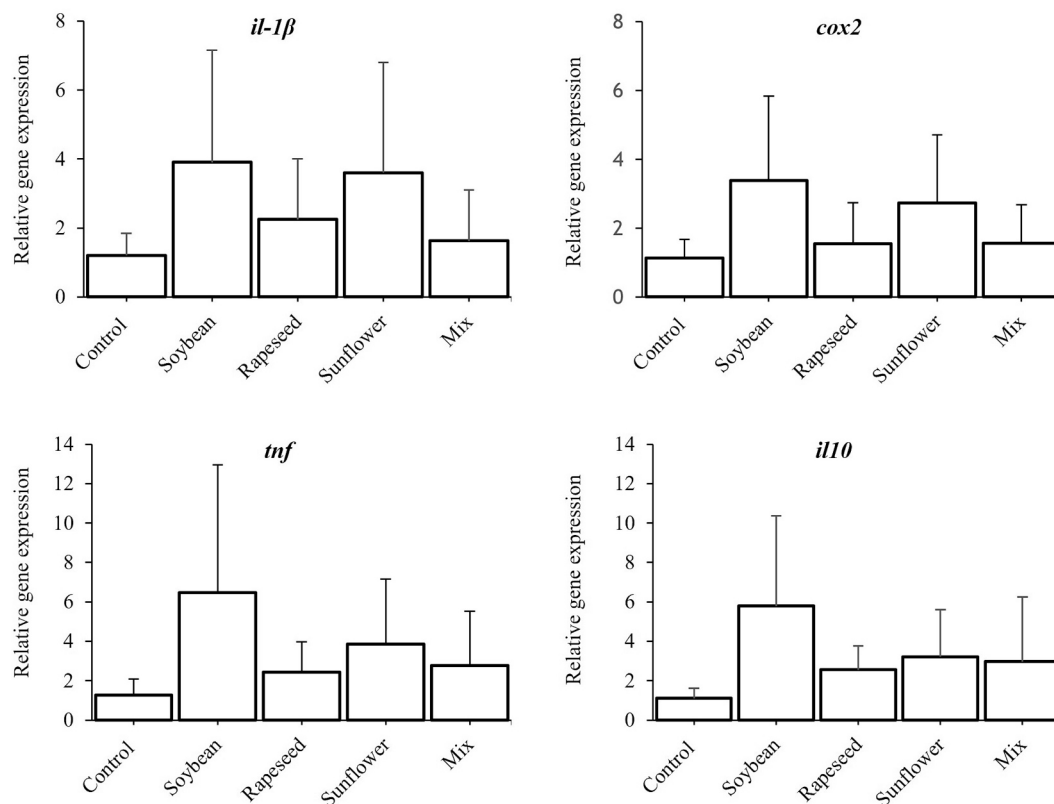 il-1β
Relative gene expression
8
6
4
2
0
Control
Soybean
Rapeseed
Sunflower
Mix
cox2
Relative gene expression
8
6
4
2
0
Control
Soybean
Rapeseed
Sunflower
Mix
tnf
Relative gene expression
14
12
10
8
6
4
2
0
Control
Soybean
Rapeseed
Sunflower
Mix
il10
Relative gene expression
14
12
10
8
6
4
2
0
Control
Soybean
Rapeseed
Sunflower
Mix